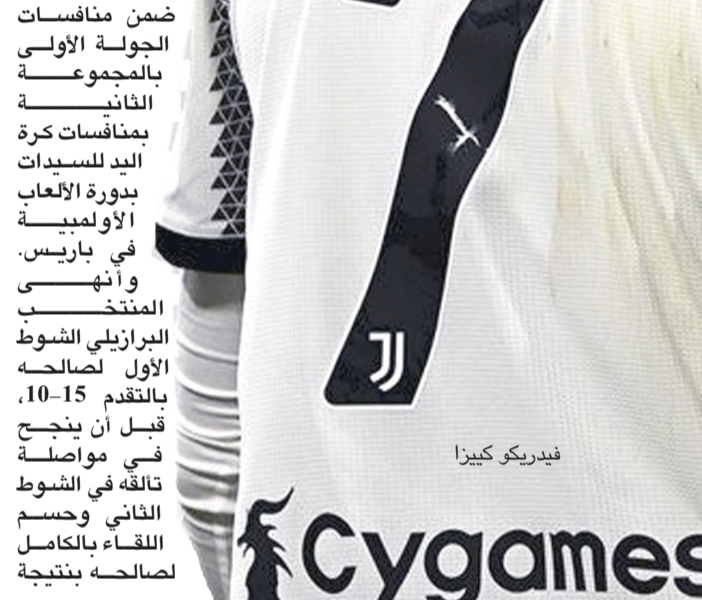 ضمن منافسات
الجولة الأولى
بالمجموعة
الثانية
بمنافسات كرة
اليد للسيدات
بدورة الألعاب
الأولمبية
في باريس.
وأنهى
المنتخب
البرازيلي الشوط
الأول لصالحه
بالتقدم 15–10،
قبل أن ينجح
في مواصلة
تألقه في الشوط
الثاني وحسم
اللقاء بالكامل
لصالحه بنتيجة
7
فيدريكو كييزا
Cygames